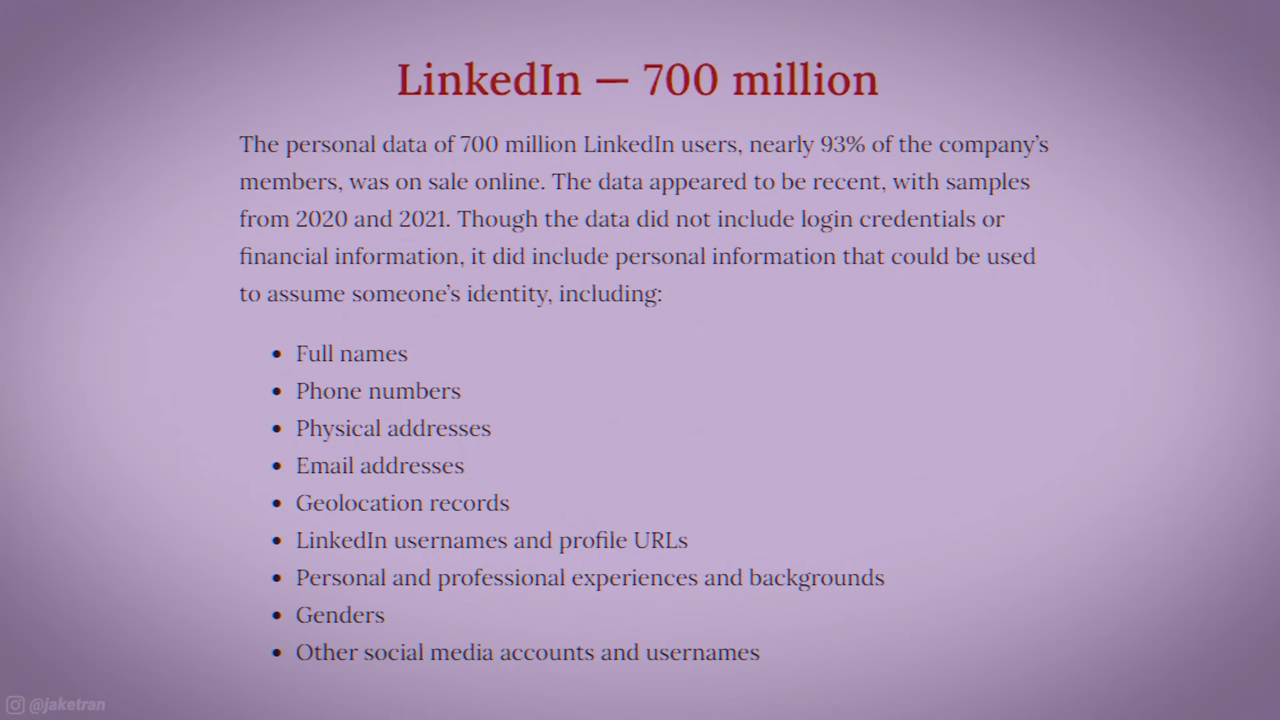 LinkedIn — 700 million
The personal data of 700 million LinkedIn users, nearly 93% of the company’s
members, was on sale online. The data appeared to be recent, with samples
from 2020 and 2021. Though the data did not include login credentials or
financial information, it did include personal information that could be used
to assume someone’s identity, including:
• Full names
• Phone numbers
• Physical addresses
• Email addresses
• Geolocation records
• LinkedIn usernames and profile URLs
• Personal and professional experiences and backgrounds
• Genders
• Other social media accounts and usernames
@jaketran